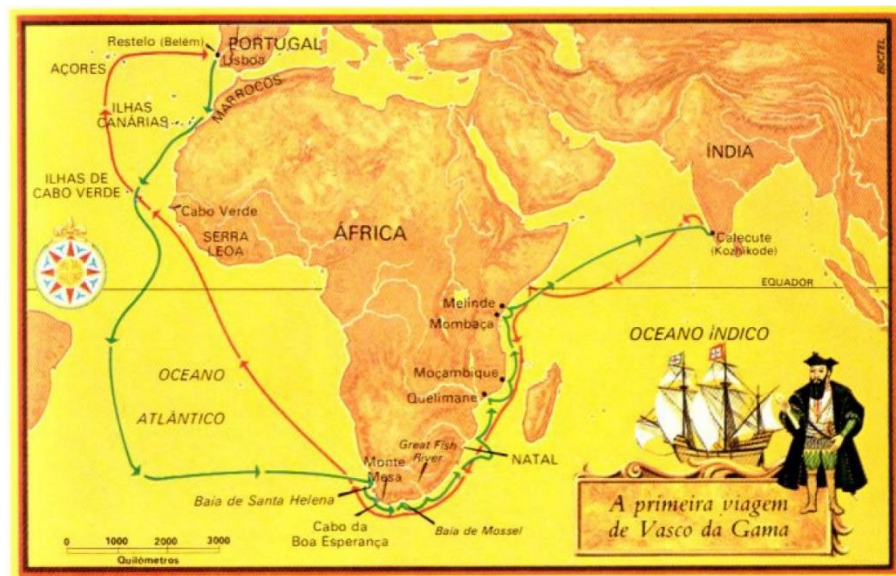 Restelo (Belém)
PORTUGAL
Lisboa
AÇORES
MARROCOS
ILHAS
CANÁRIAS
ÍNDIA
ILHAS DE
CABO VERDE
Cabo Verde
SERRA
LEOA
ÁFRICA
Calecute
(Kozhikode)
EQUADOR
Melinde
Mombaça
OCEANO ÍNDICO
OCEANO
ATLÂNTICO
Moçambique
Quelimane
Great Fish
River
NATAL
Monte
Mesa
Baía de Santa Helena
Cabo da
Boa Esperança
Baía de Mossel
A primeira viagem
de Vasco da Gama
0 1000 2000 3000
Quilómetros